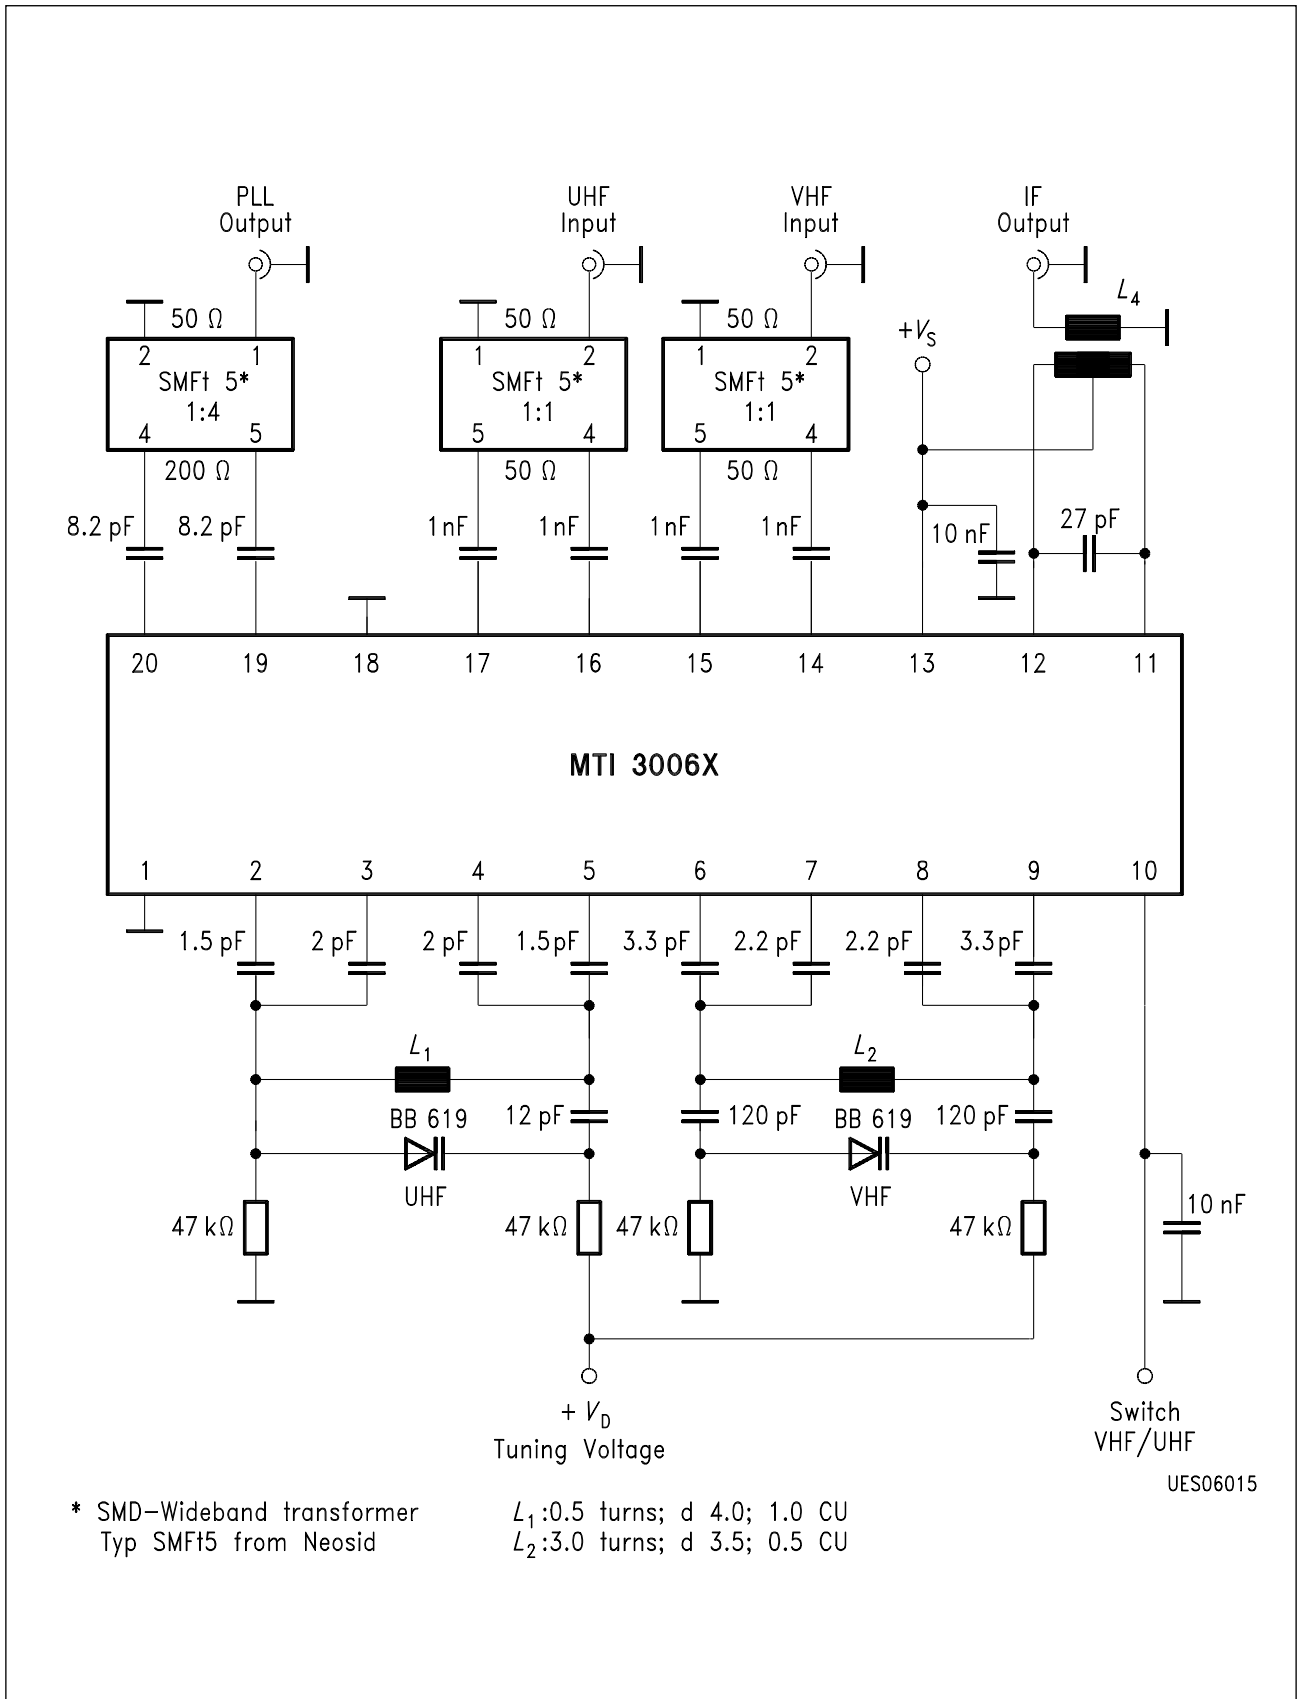 PLL
Output
UHF
Input
VHF
Input
IF
Output
L4
+VS
50 Ω
50 Ω
50 Ω
2 1
SMFt 5*
1:4
4 5
1 2
SMFt 5*
1:1
5 4
1 2
SMFt 5*
1:1
5 4
200 Ω
50 Ω
50 Ω
8.2 pF
8.2 pF
1 nF
1 nF
1 nF
1 nF
10 nF
27 pF
20 19 18 17 16 15 14 13 12 11
MTI 3006X
1 2 3 4 5 6 7 8 9 10
1.5 pF
2 pF
2 pF
1.5 pF
3.3 pF
2.2 pF
2.2 pF
3.3 pF
L1
L2
BB 619
12 pF
120 pF
BB 619
120 pF
UHF
VHF
47 kΩ
47 kΩ
47 kΩ
47 kΩ
10 nF
+ VD
Tuning Voltage
Switch
VHF/UHF
UES06015
* SMD–Wideband transformer
Typ SMFt5 from Neosid
L1:0.5 turns; d 4.0; 1.0 CU
L2:3.0 turns; d 3.5; 0.5 CU